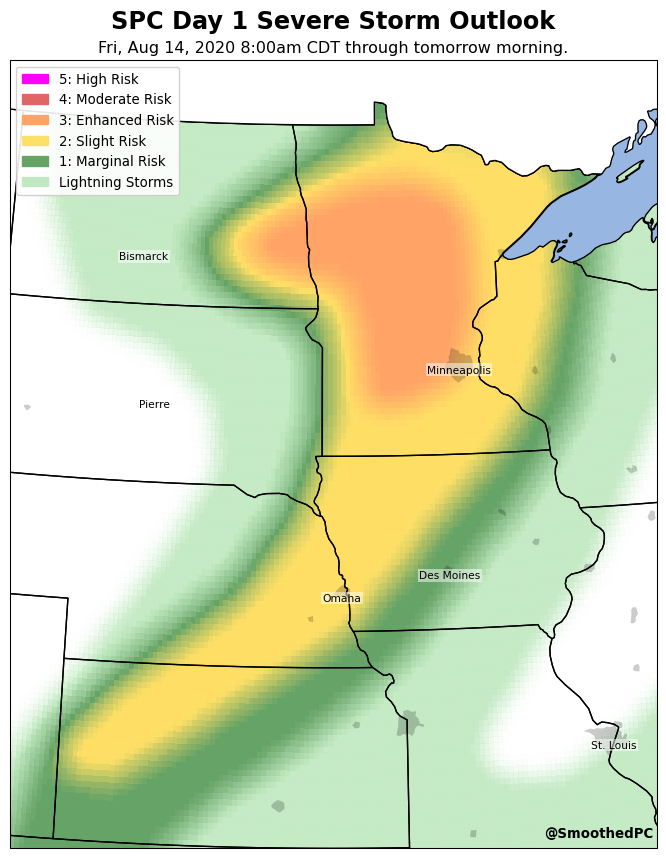 SPC Day 1 Severe Storm Outlook
Fri, Aug 14, 2020 8:00am CDT through tomorrow morning.
5: High Risk
4: Moderate Risk
3: Enhanced Risk
2: Slight Risk
1: Marginal Risk
Lightning Storms
Bismarck
Minneapolis
Pierre
Des Moines
Omaha
St. Louis
@SmoothedPC